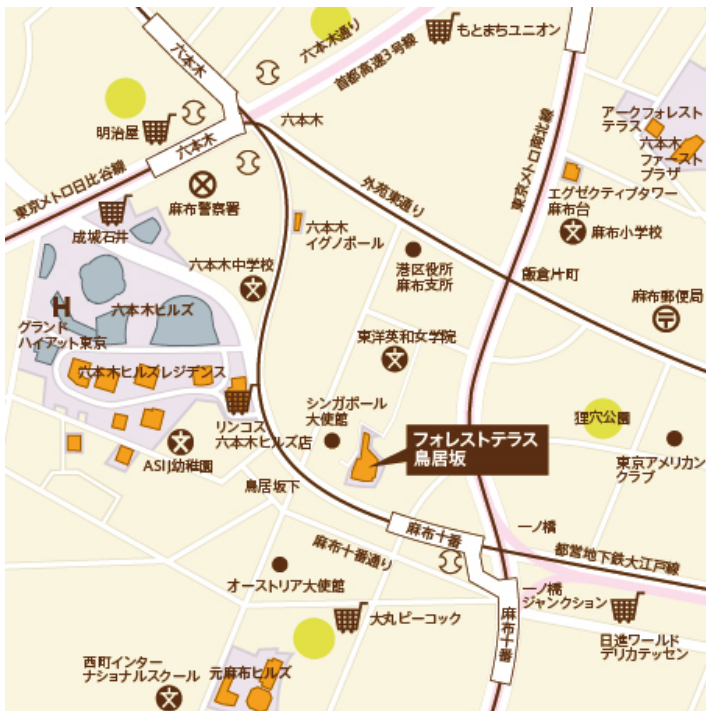 六本木
六本木通り
首都高速3号線
もとまちユニオン
明治屋
六本木
六本木
東京メトロ日比谷線
東京メトロ南北線
アークフォレスト
テラス
六本木
ファースト
プラザ
エグゼクティブタワー
麻布台
麻布小学校
外苑東通り
麻布警察署
成城石井
六本木
イグノポール
六本木中学校
港区役所
麻布支所
飯倉片町
麻布郵便局
六本木ヒルズ
H
グランド
ハイアット東京
東洋英和女学院
六本木ヒルズレジデンス
リンコス
六本木ヒルズ店
シンガポール
大使館
フォレストテラス
鳥居坂
狸穴公園
東京アメリカン
クラブ
ASIJ幼稚園
鳥居坂下
麻布十番
一ノ橋
都営地下鉄大江戸線
麻布十番通り
オーストリア大使館
一ノ橋
ジャンクション
大丸ピーコック
麻布十番
日進ワールド
デリカテッセン
西町インター
ナショナルスクール
元麻布ヒルズ